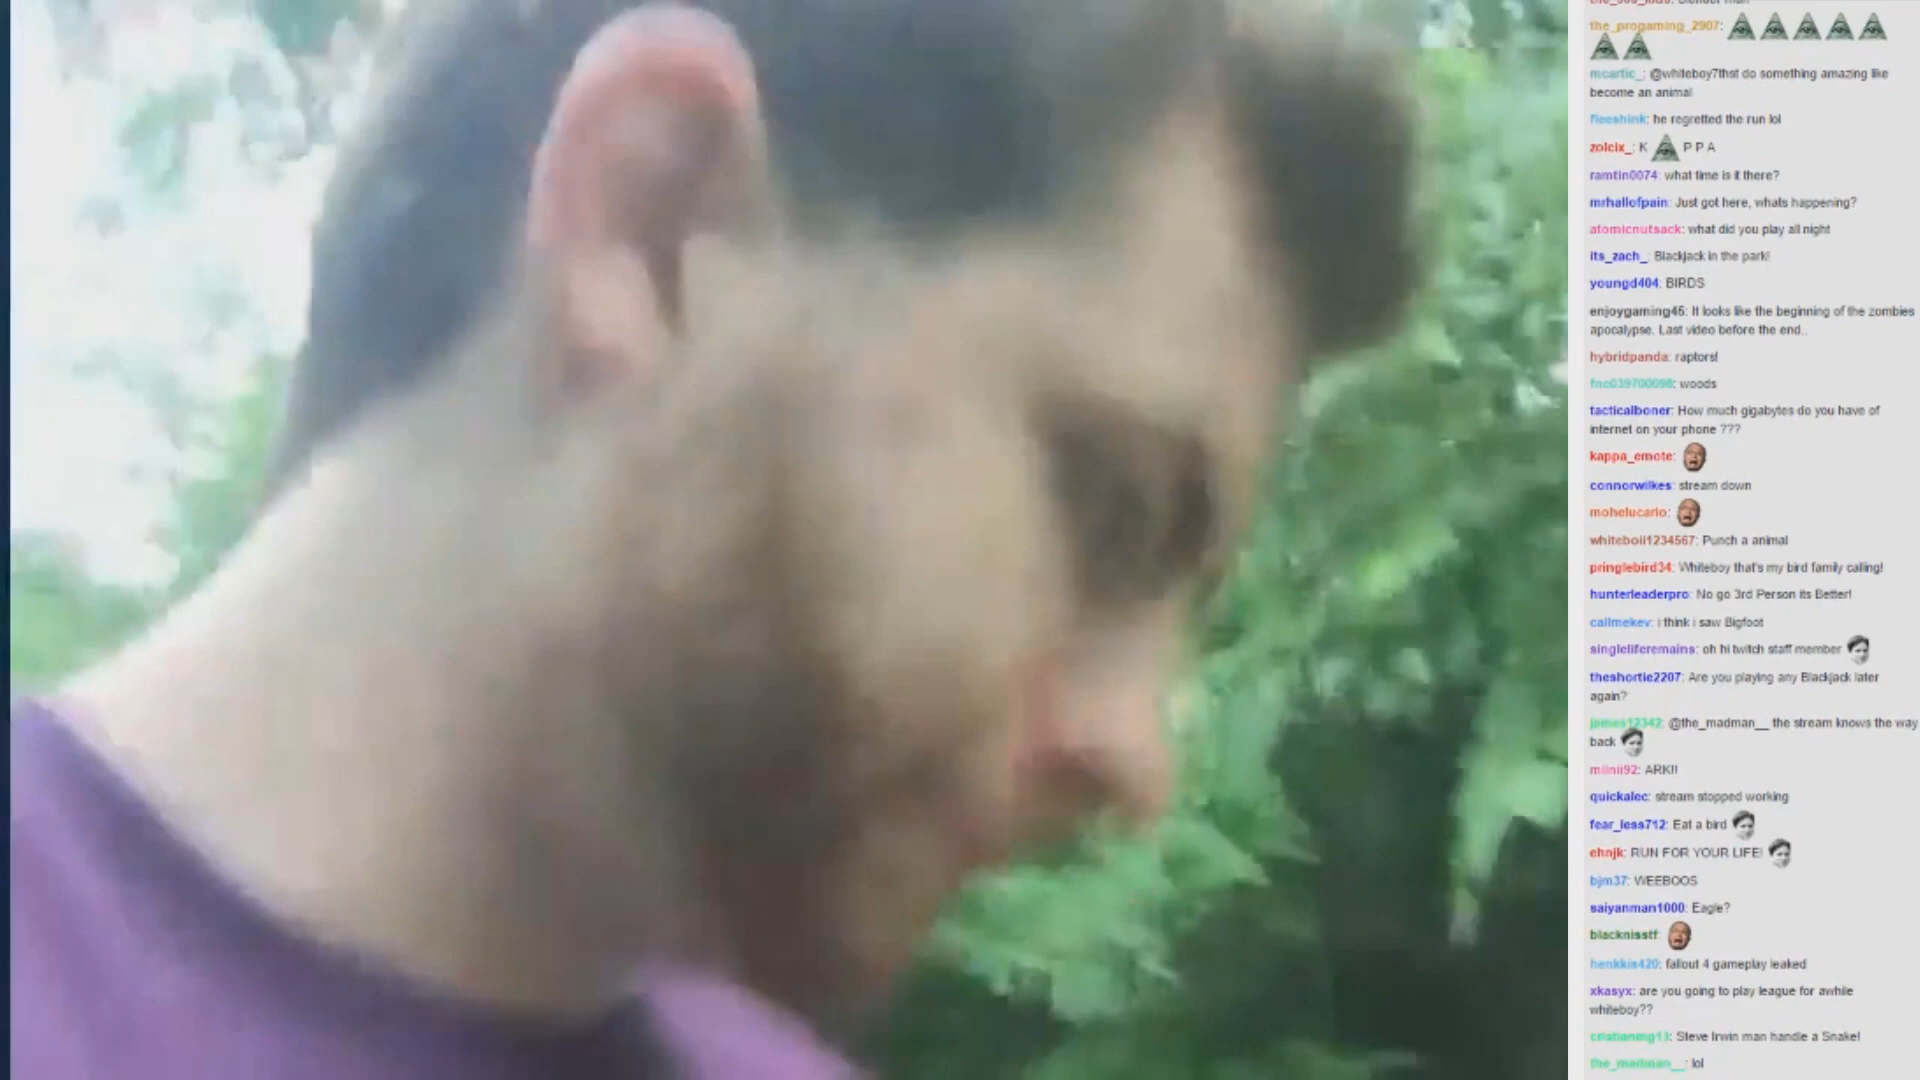 the_progaming_2907:
mcartic_: @whiteboy7thst do something amazing like
become an animal
fleeshink: he regretted the run lol
zolcix_: K P P A
ramtin0074: what time is it there?
mrhallofpain: Just got here, whats happening?
atomicnutsack: what did you play all night
its_zach_: Blackjack in the park!
youngd404: BIRDS
enjoygaming45: It looks like the beginning of the zombies
apocalypse. Last video before the end..
hybridpanda: raptors!
fnc039700098: woods
tacticalboner: How much gigabytes do you have of
internet on your phone ???
kappa_emote:
connorwilkes: stream down
mohelucario:
whiteboii1234567: Punch a animal
pringlebird34: Whiteboy that's my bird family calling!
hunterleaderpro: No go 3rd Person its Better!
callmekev: i think i saw Bigfoot
singleliferemains: oh hi twitch staff member
theshortie2207: Are you playing any Blackjack later
again?
james12342: @the_madman__ the stream knows the way
back
miinii92: ARK!!
quickalec: stream stopped working
fear_less712: Eat a bird
ehnjk: RUN FOR YOUR LIFE!
bjm37: WEEBOOS
saiyanman1000: Eagle?
blacknisstf:
henkkis420: fallout 4 gameplay leaked
xkasyx: are you going to play league for awhile
whiteboy??
cristianmg13: Steve Irwin man handle a Snake!
the_madman__: lol